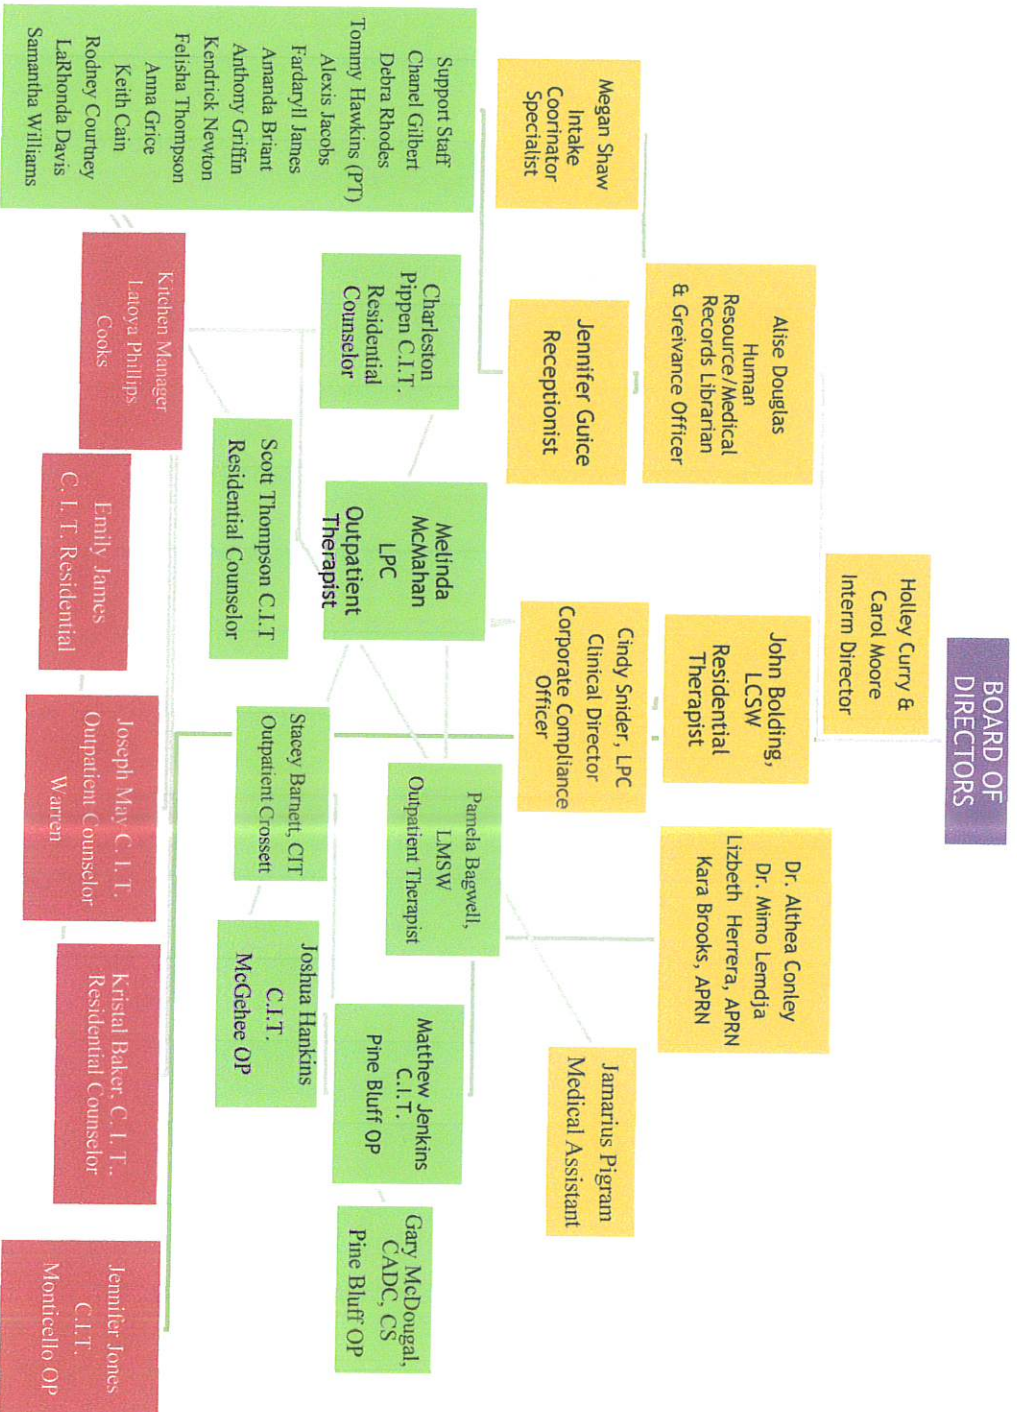 BOARD OF
DIRECTORS
Holley Curry &
Carol Moore
Interm Director
Alise Douglas
Human
Resource/Medical
Records Librarian
& Greivance Officer
John Bolding,
LCSW
Residential
Therapist
Dr. Althea Conley
Dr. Mimo Lemdja
Lizbeth Herrera, APRN
Kara Brooks, APRN
Megan Shaw
Intake
Coorinator
Specialist
Jennifer Guice
Receptionist
Cindy Snider, LPC
Clinical Director
Corporate Compliance
Officer
Jamarius Pigram
Medical Assistant
Support Staff
Chanel Gilbert
Debra Rhodes
Tommy Hawkins (PT)
Alexis Jacobs
Fardaryll James
Amanda Briant
Anthony Griffin
Kendrick Newton
Felisha Thompson
Anna Grice
Keith Cain
Rodney Courtney
LaRhonda Davis
Samantha Williams
Charleston
Pippen C.I.T.
Residential
Counselor
Melinda
McMahan
LPC
Outpatient
Therapist
Pamela Bagwell,
LMSW
Outpatient Therapist
Matthew Jenkins
C.I.T.
Pine Bluff OP
Gary McDougal,
CADC, CS
Pine Bluff OP
Scott Thompson C.I.T
Residential Counselor
Stacey Barnett, CIT
Outpatient Crossett
Joshua Hankins
C.I.T.
McGehee OP
Kitchen Manager
Latoya Phillips
Cooks
Emily James
C. I. T. Residential
Joseph May C. I. T.
Outpatient Counselor
Warren
Kristal Baker, C. I. T..
Residential Counselor
Jennifer Jones
C.I.T.
Monticello OP